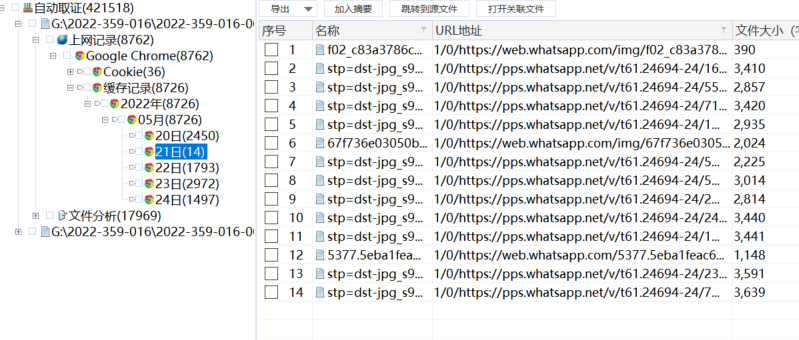 自动取证(421518)
G:\2022-359-016\2022-359-016
上网记录(8762)
Google Chrome(8762)
Cookie(36)
缓存记录(8726)
2022年(8726)
05月(8726)
20日(2450)
21日(14)
22日(1793)
23日(2972)
24日(1497)
文件分析(17969)
G:\2022-359-016\2022-359-016-0
导出 加入摘要 跳转到源文件 打开关联文件
序号 名称 URL地址 文件大小
1 f02_c83a3786c... 1/0/https://web.whatsapp.com/img/f02_c83a378... 390
2 stp=dst-jpg_s9... 1/0/https://pps.whatsapp.net/v/t61.24694-24/16... 3,410
3 stp=dst-jpg_s9... 1/0/https://pps.whatsapp.net/v/t61.24694-24/55... 2,857
4 stp=dst-jpg_s9... 1/0/https://pps.whatsapp.net/v/t61.24694-24/71... 3,420
5 stp=dst-jpg_s9... 1/0/https://pps.whatsapp.net/v/t61.24694-24/1... 2,935
6 67f736e03050b... 1/0/https://web.whatsapp.com/img/67f736e0305... 2,024
7 stp=dst-jpg_s9... 1/0/https://pps.whatsapp.net/v/t61.24694-24/5... 2,225
8 stp=dst-jpg_s9... 1/0/https://pps.whatsapp.net/v/t61.24694-24/5... 3,014
9 stp=dst-jpg_s9... 1/0/https://pps.whatsapp.net/v/t61.24694-24/2... 2,814
10 stp=dst-jpg_s9... 1/0/https://pps.whatsapp.net/v/t61.24694-24/24... 3,440
11 stp=dst-jpg_s9... 1/0/https://pps.whatsapp.net/v/t61.24694-24/1... 3,441
12 5377.5eba1fea... 1/0/https://web.whatsapp.com/5377.5eba1feac6... 1,148
13 stp=dst-jpg_s9... 1/0/https://pps.whatsapp.net/v/t61.24694-24/23... 3,591
14 stp=dst-jpg_s9... 1/0/https://pps.whatsapp.net/v/t61.24694-24/7... 3,639